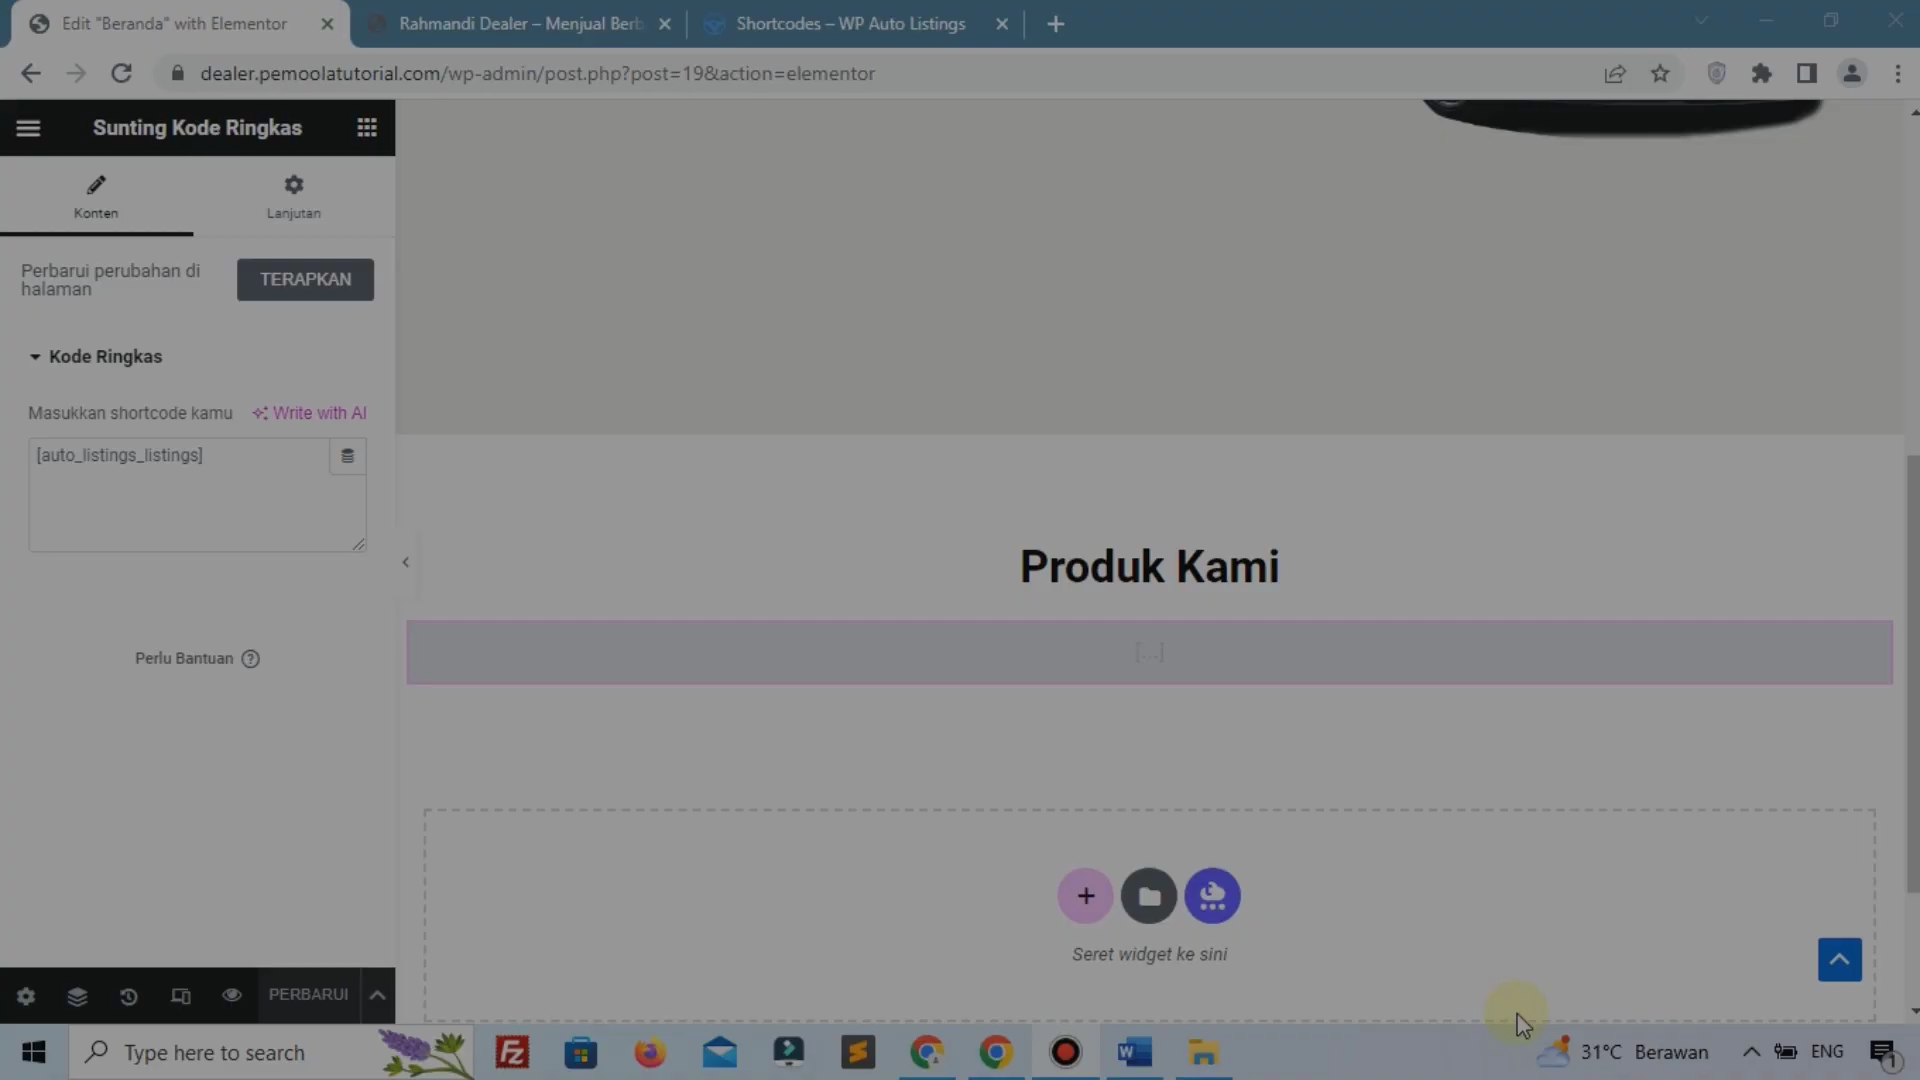 Edit "Beranda" with Elementor
Rahmandi Dealer – Menjual Berb
Shortcodes – WP Auto Listings
dealer.pemoolatutorial.com/wp-admin/post.php?post=19&action=elementor
Sunting Kode Ringkas
Konten
Lanjutan
Perbarui perubahan di
halaman
TERAPKAN
Kode Ringkas
Masukkan shortcode kamu
Write with AI
[auto_listings_listings]
Perlu Bantuan ?
PERBARUI
Produk Kami
[...]
Seret widget ke sini
Type here to search
Fz
S
W
31°C Berawan
ENG
1